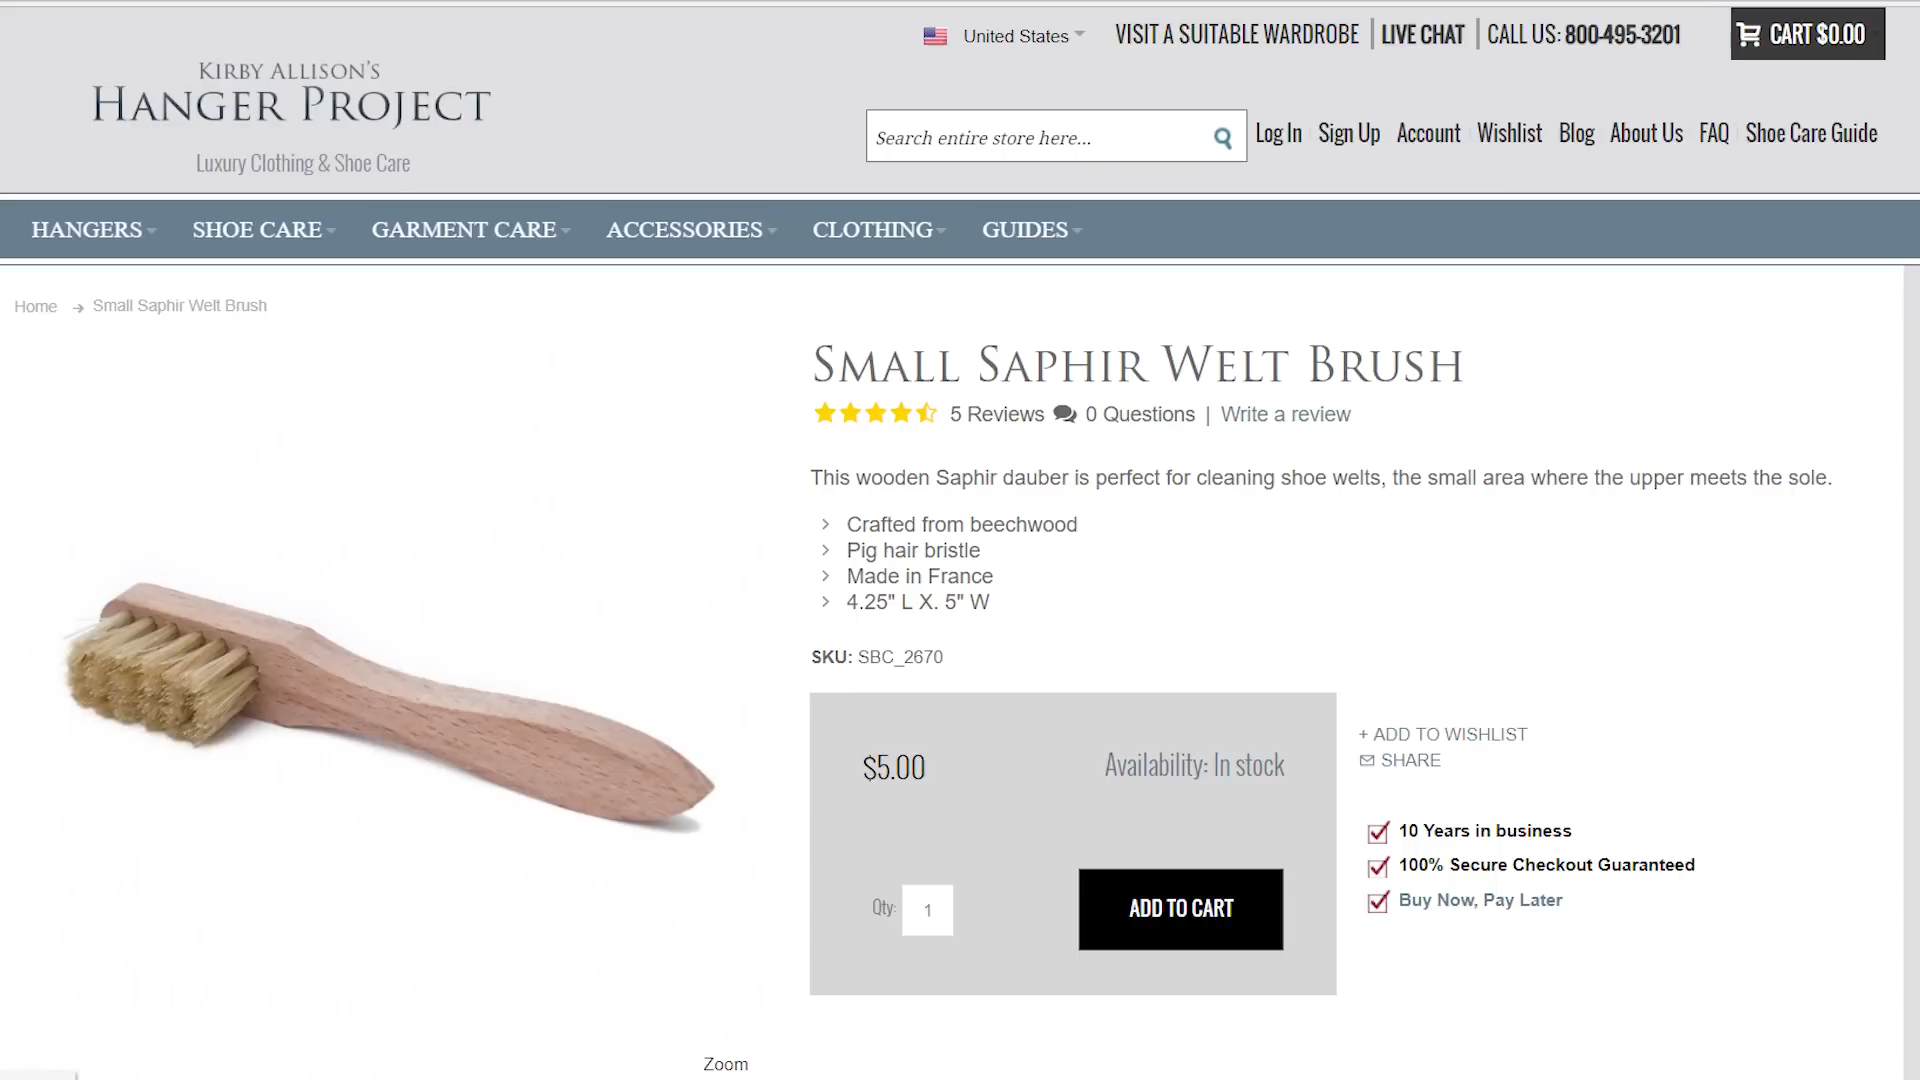 United States
VISIT A SUITABLE WARDROBE
LIVE CHAT
CALL US: 800-495-3201
CART $0.00
KIRBY ALLISON'S
HANGER PROJECT
Luxury Clothing & Shoe Care
Search entire store here...
Log In Sign Up Account Wishlist Blog About Us FAQ Shoe Care Guide
HANGERS SHOE CARE GARMENT CARE ACCESSORIES CLOTHING GUIDES
Home → Small Saphir Welt Brush
SMALL SAPHIR WELT BRUSH
5 Reviews 0 Questions | Write a review
This wooden Saphir dauber is perfect for cleaning shoe welts, the small area where the upper meets the sole.
Crafted from beechwood
Pig hair bristle
Made in France
4.25" L X. 5" W
SKU: SBC_2670
$5.00
Availability: In stock
Qty: 1
ADD TO CART
+ ADD TO WISHLIST
SHARE
10 Years in business
100% Secure Checkout Guaranteed
Buy Now, Pay Later
Zoom